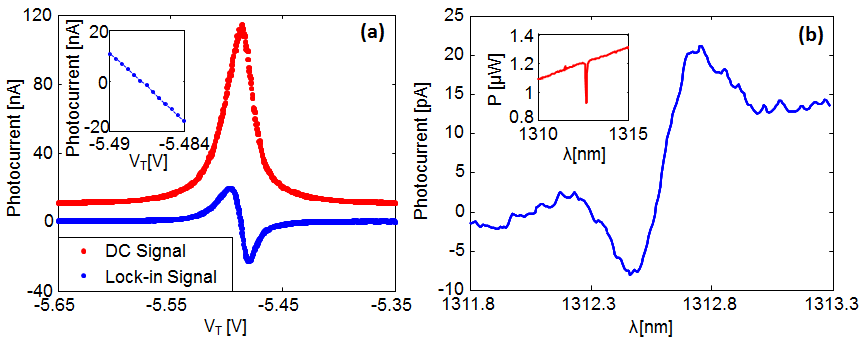 (a)
Photocurrent [nA]
120
80
40
0
-40
-5.65
-5.55
-5.45
-5.35
V_T [V]
DC Signal
Lock-in Signal
Photocurrent [nA]
20
0
-20
-5.49
-5.484
V_T[V]
(b)
Photocurrent [pA]
25
20
15
10
5
0
-5
-10
1311.8
1312.3
1312.8
1313.3
λ[nm]
P [µW]
1.4
1.2
1
0.8
1310
1315
λ[nm]